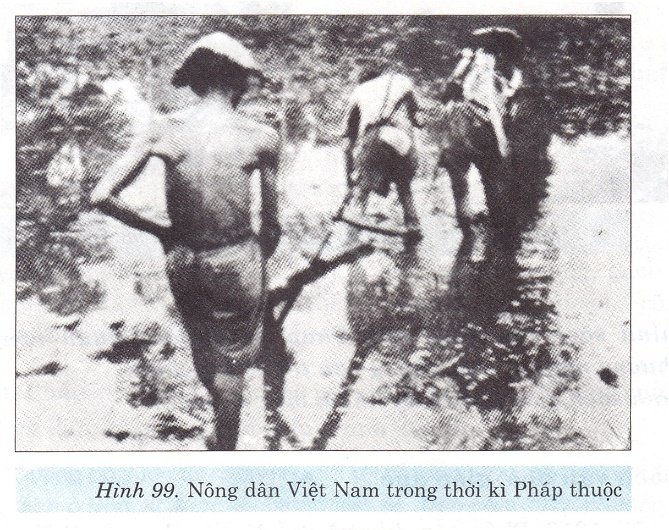 Hình 99. Nông dân Việt Nam trong thời kì Pháp thuộc